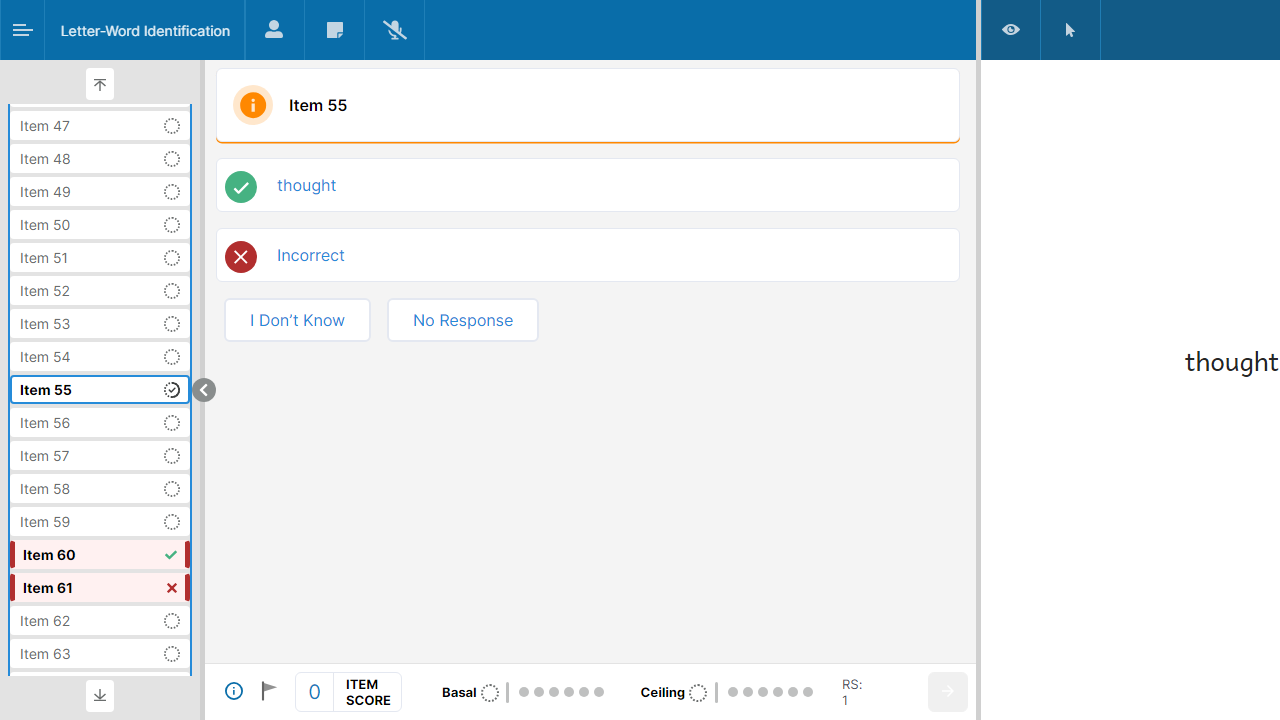 Letter-Word Identification
Item 47
Item 48
Item 49
Item 50
Item 51
Item 52
Item 53
Item 54
Item 55
Item 56
Item 57
Item 58
Item 59
Item 60
Item 61
Item 62
Item 63
Item 55
thought
Incorrect
I Don’t Know
No Response
0
ITEM
SCORE
Basal
Ceiling
RS:
1
thought